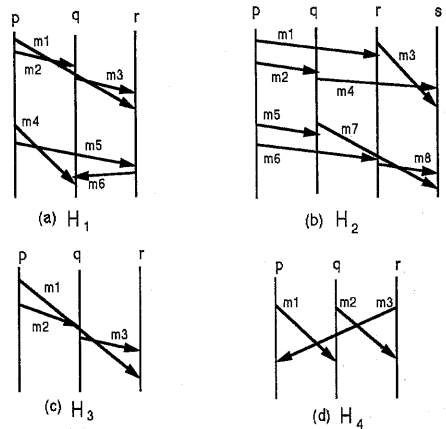 p q r
m1
m2 m3
m4
m5
m6
(a) H1
p q r s
m1 m3
m2 m4
m5 m7
m6 m8
(b) H2
p q r
m1
m2 m3
(c) H3
p q r
m1 m2 m3
(d) H4